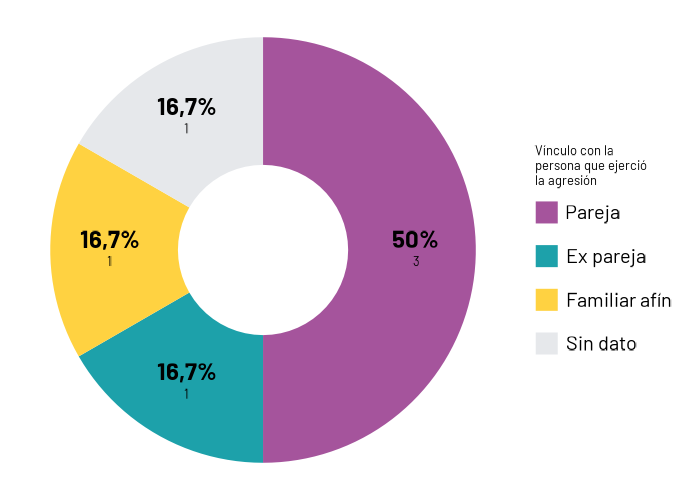 16,7%
1
Vínculo con la
persona que ejerció
la agresión
Pareja
16,7%
1
50%
3
Ex pareja
Familiar afín
Sin dato
16,7%
1